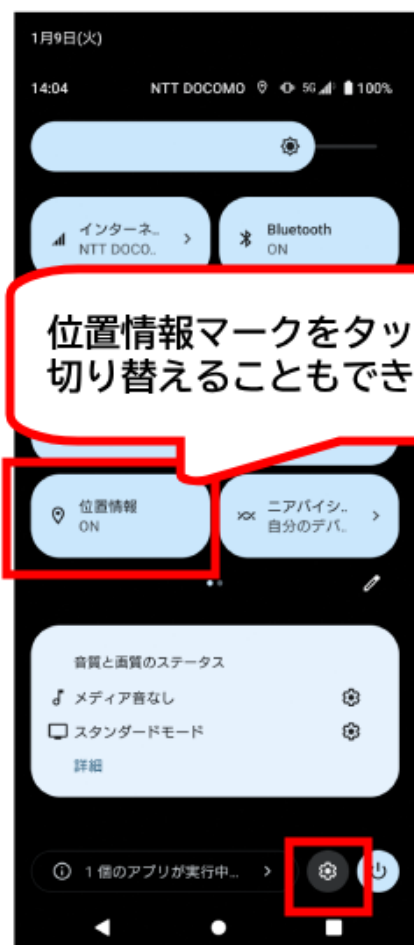 1月9日(火)
14:04 NTT DOCOMO 5G 100%
インターネ..
NTT DOCO..
Bluetooth
ON
位置情報マークをタッ
切り替えることもでき
位置情報
ON
ニアバイシ..
自分のデバ..
音質と画質のステータス
メディア音なし
スタンダードモード
詳細
1 個のアプリが実行中...